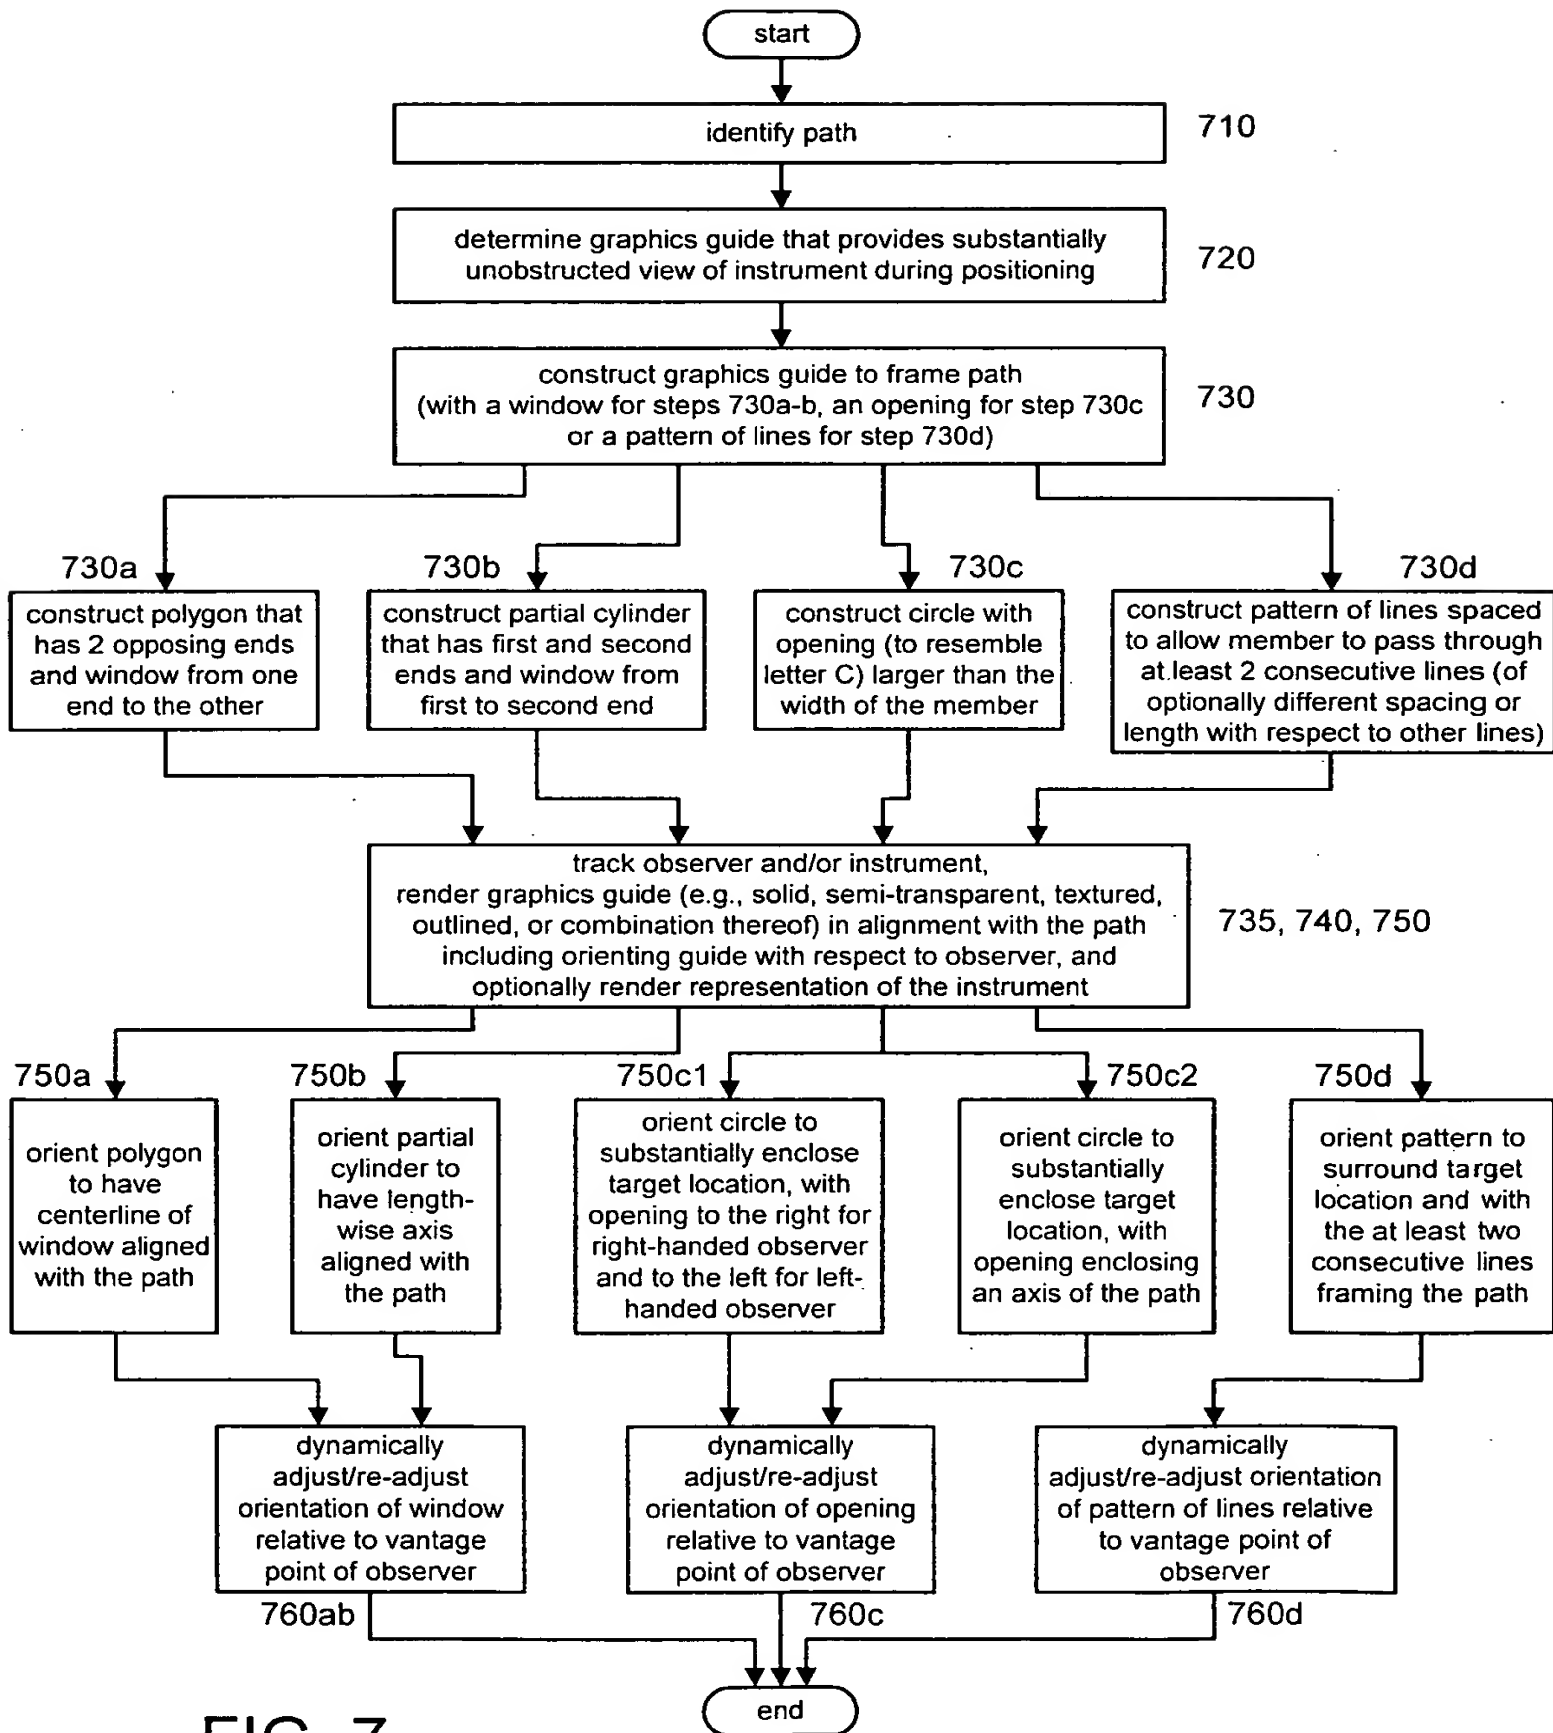 start
identify path
710
determine graphics guide that provides substantially
unobstructed view of instrument during positioning
720
construct graphics guide to frame path
(with a window for steps 730a-b, an opening for step 730c
or a pattern of lines for step 730d)
730
730a
construct polygon that
has 2 opposing ends
and window from one
end to the other
730b
construct partial cylinder
that has first and second
ends and window from
first to second end
730c
construct circle with
opening (to resemble
letter C) larger than the
width of the member
730d
construct pattern of lines spaced
to allow member to pass through
at least 2 consecutive lines (of
optionally different spacing or
length with respect to other lines)
track observer and/or instrument,
render graphics guide (e.g., solid, semi-transparent, textured,
outlined, or combination thereof) in alignment with the path
including orienting guide with respect to observer, and
optionally render representation of the instrument
735, 740, 750
750a
orient polygon
to have
centerline of
window aligned
with the path
750b
orient partial
cylinder to
have length-
wise axis
aligned with
the path
750c1
orient circle to
substantially enclose
target location, with
opening to the right for
right-handed observer
and to the left for left-
handed observer
750c2
orient circle to
substantially
enclose target
location, with
opening enclosing
an axis of the path
750d
orient pattern to
surround target
location and with
the at least two
consecutive lines
framing the path
dynamically
adjust/re-adjust
orientation of window
relative to vantage
point of observer
760ab
dynamically
adjust/re-adjust
orientation of opening
relative to vantage
point of observer
760c
dynamically
adjust/re-adjust orientation
of pattern of lines relative
to vantage point of
observer
760d
end
FIG. 7